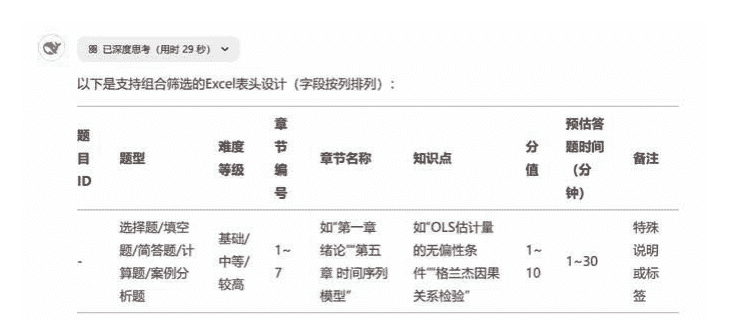 已深度思考（用时 29 秒）
以下是支持组合筛选的Excel表头设计（字段按列排列）：
题目ID
题型
难度等级
章节编号
章节名称
知识点
分值
预估答题时间（分钟）
备注
-
选择题/填空题/简答题/计算题/案例分析题
基础/中等/较高
1~7
如"第一章 绪论""第五章 时间序列模型"
如"OLS估计量的无偏性条件""格兰杰因果关系检验"
1~10
1~30
特殊说明或标签